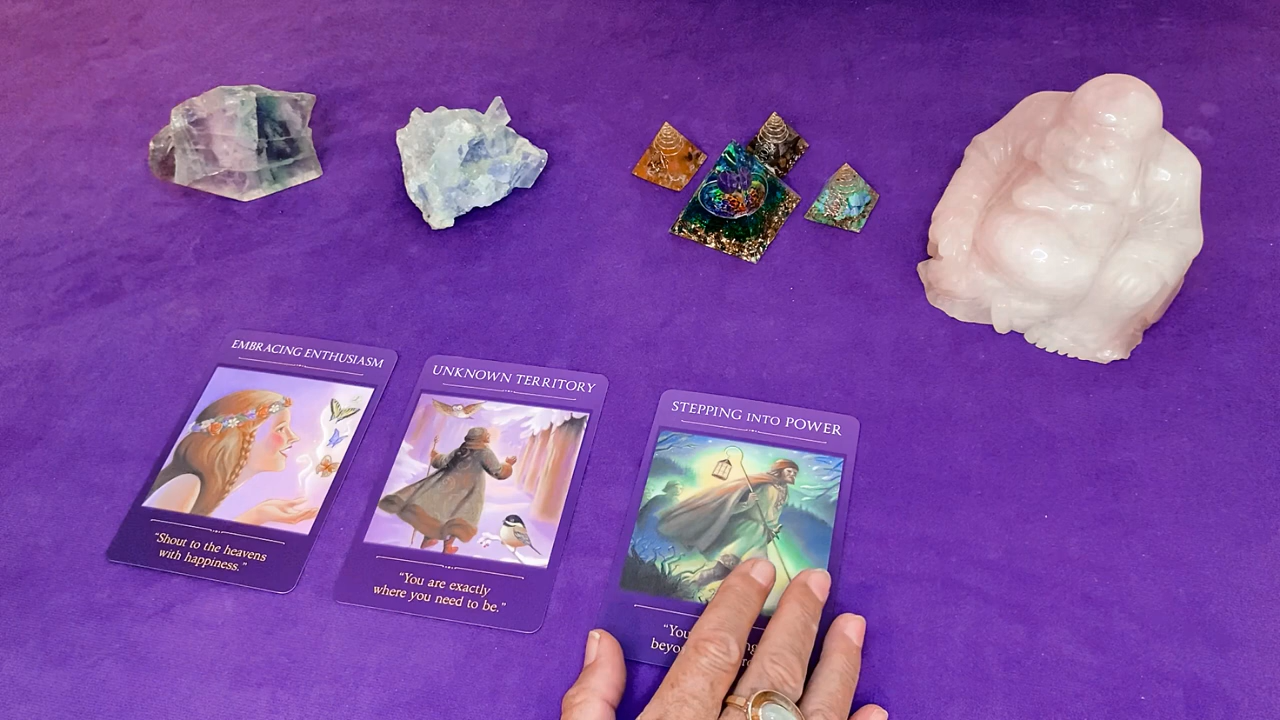 EMBRACING ENTHUSIASM
"Shout to the heavens
with happiness."
UNKNOWN TERRITORY
"You are exactly
where you need to be."
STEPPING INTO POWER
"You